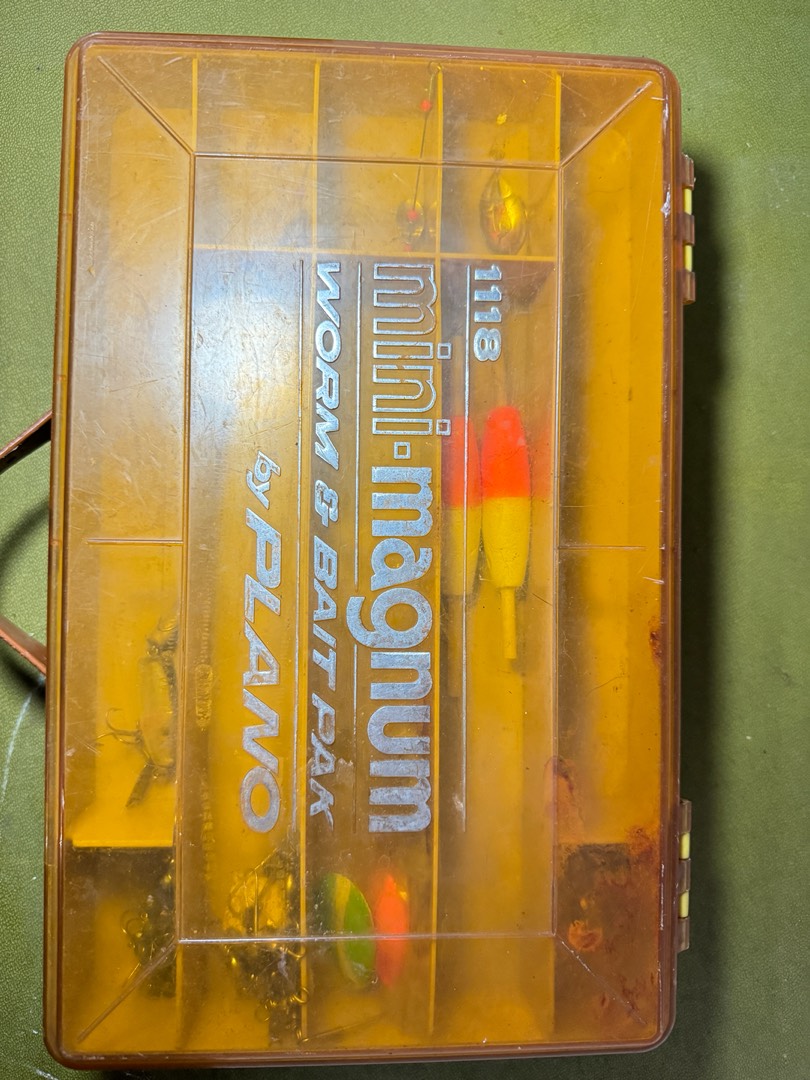 1118
mini-magnum
WORM & BAIT PAK
by PLANO